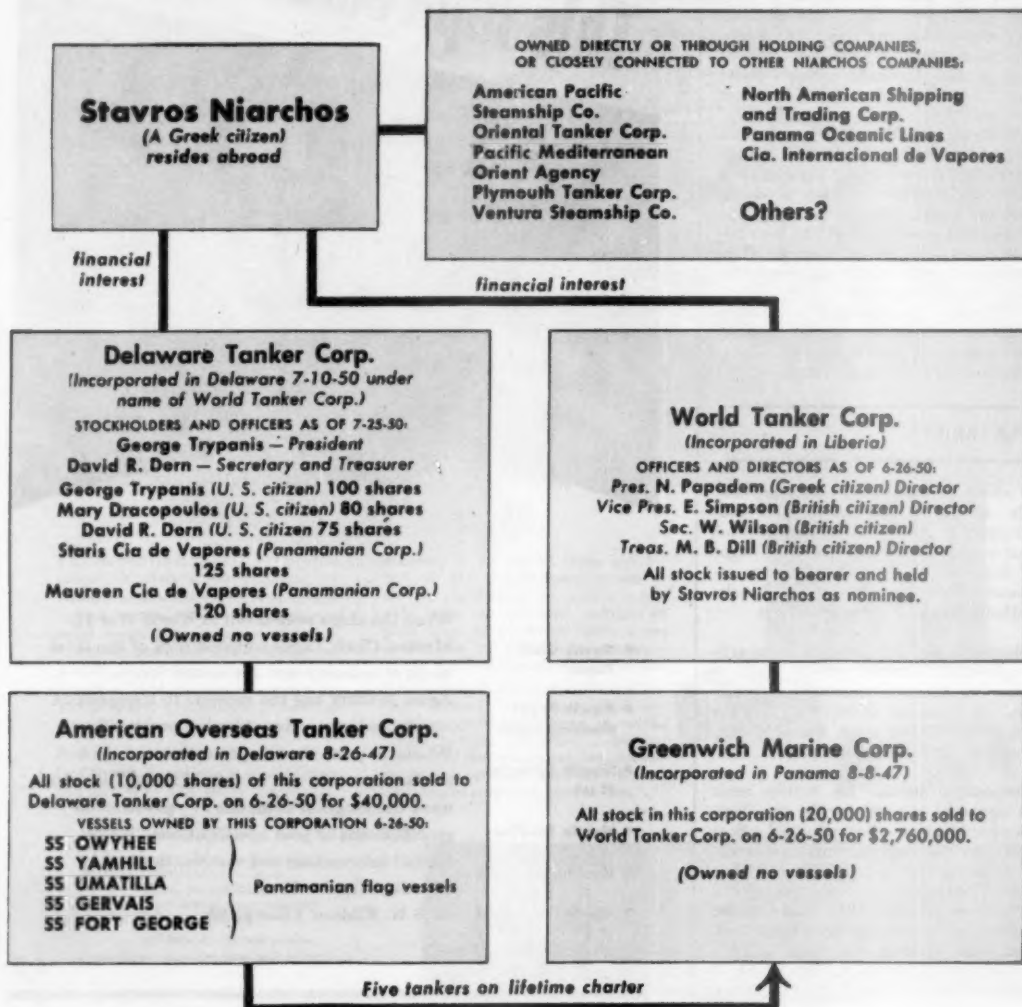 Stavros Niarchos
(A Greek citizen)
resides abroad
OWNED DIRECTLY OR THROUGH HOLDING COMPANIES,
OR CLOSELY CONNECTED TO OTHER NIARCHOS COMPANIES:
American Pacific
Steamship Co.
Oriental Tanker Corp.
Pacific Mediterranean
Orient Agency
Plymouth Tanker Corp.
Ventura Steamship Co.
North American Shipping
and Trading Corp.
Panama Oceanic Lines
Cia. Internacional de Vapores
Others?
financial
interest
financial interest
Delaware Tanker Corp.
(Incorporated in Delaware 7-10-50 under
name of World Tanker Corp.)
STOCKHOLDERS AND OFFICERS AS OF 7-25-50:
George Trypanis — President
David R. Dern — Secretary and Treasurer
George Trypanis (U. S. citizen) 100 shares
Mary Dracopoulos (U. S. citizen) 80 shares
David R. Dorn (U. S. citizen 75 shares
Staris Cia de Vapores (Panamanian Corp.)
125 shares
Maureen Cia de Vapores (Panamanian Corp.)
120 shares
(Owned no vessels)
World Tanker Corp.
(Incorporated in Liberia)
OFFICERS AND DIRECTORS AS OF 6-26-50:
Pres. N. Papadem (Greek citizen) Director
Vice Pres. E. Simpson (British citizen) Director
Sec. W. Wilson (British citizen)
Treas. M. B. Dill (British citizen) Director
All stock issued to bearer and held
by Stavros Niarchos as nominee.
American Overseas Tanker Corp.
(Incorporated in Delaware 8-26-47)
All stock (10,000 shares) of this corporation sold to
Delaware Tanker Corp. on 6-26-50 for $40,000.
VESSELS OWNED BY THIS CORPORATION 6-26-50:
SS OWYHEE
SS YAMHILL
SS UMATILLA
SS GERVAIS
SS FORT GEORGE
Panamanian flag vessels
Greenwich Marine Corp.
(Incorporated in Panama 8-8-47)
All stock in this corporation (20,000) shares sold to
World Tanker Corp. on 6-26-50 for $2,760,000.
(Owned no vessels)
Five tankers on lifetime charter